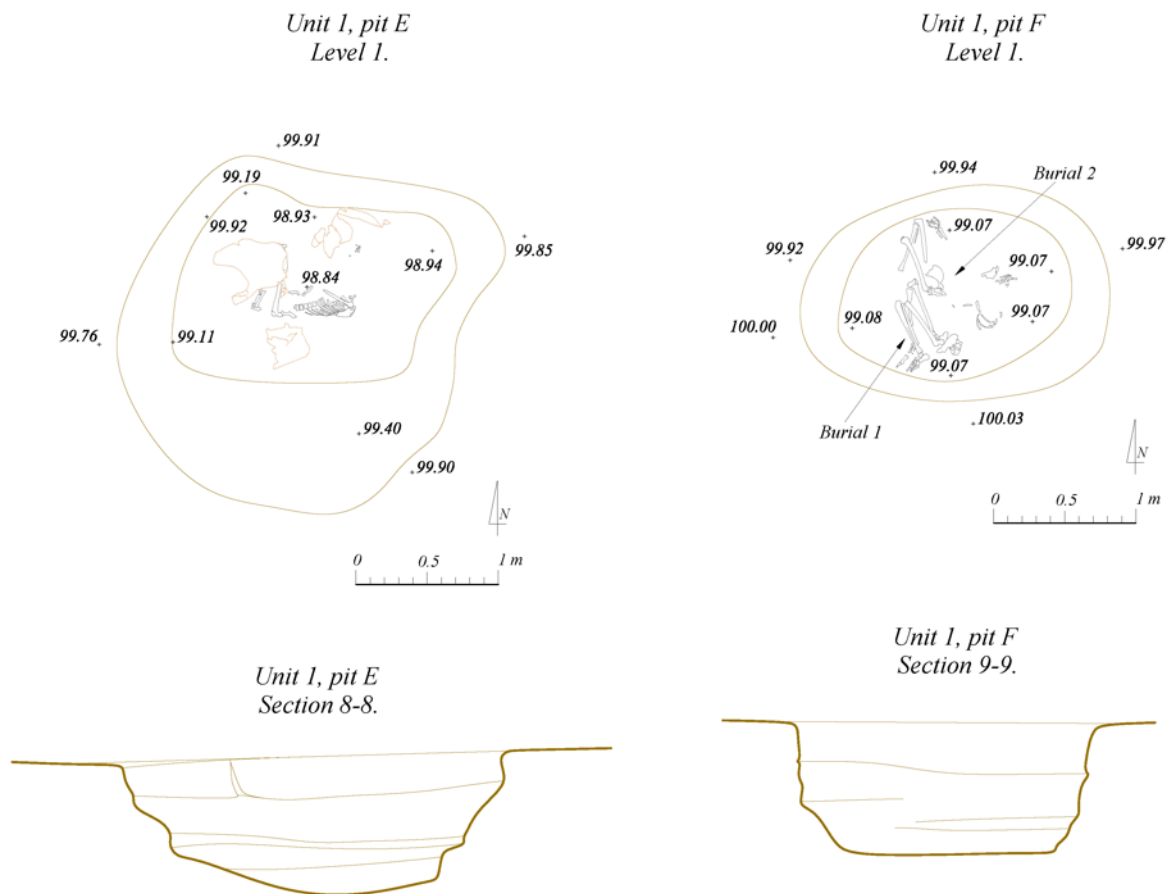 Unit 1, pit E
Level 1.
99.91
99.19
99.92
98.93
99.85
98.94
98.84
99.76
99.11
99.40
99.90
N
0 0.5 1 m
Unit 1, pit F
Level 1.
99.94
Burial 2
99.07
99.97
99.92
99.07
99.08
99.07
100.00
99.07
Burial 1
100.03
N
0 0.5 1 m
Unit 1, pit E
Section 8-8.
Unit 1, pit F
Section 9-9.